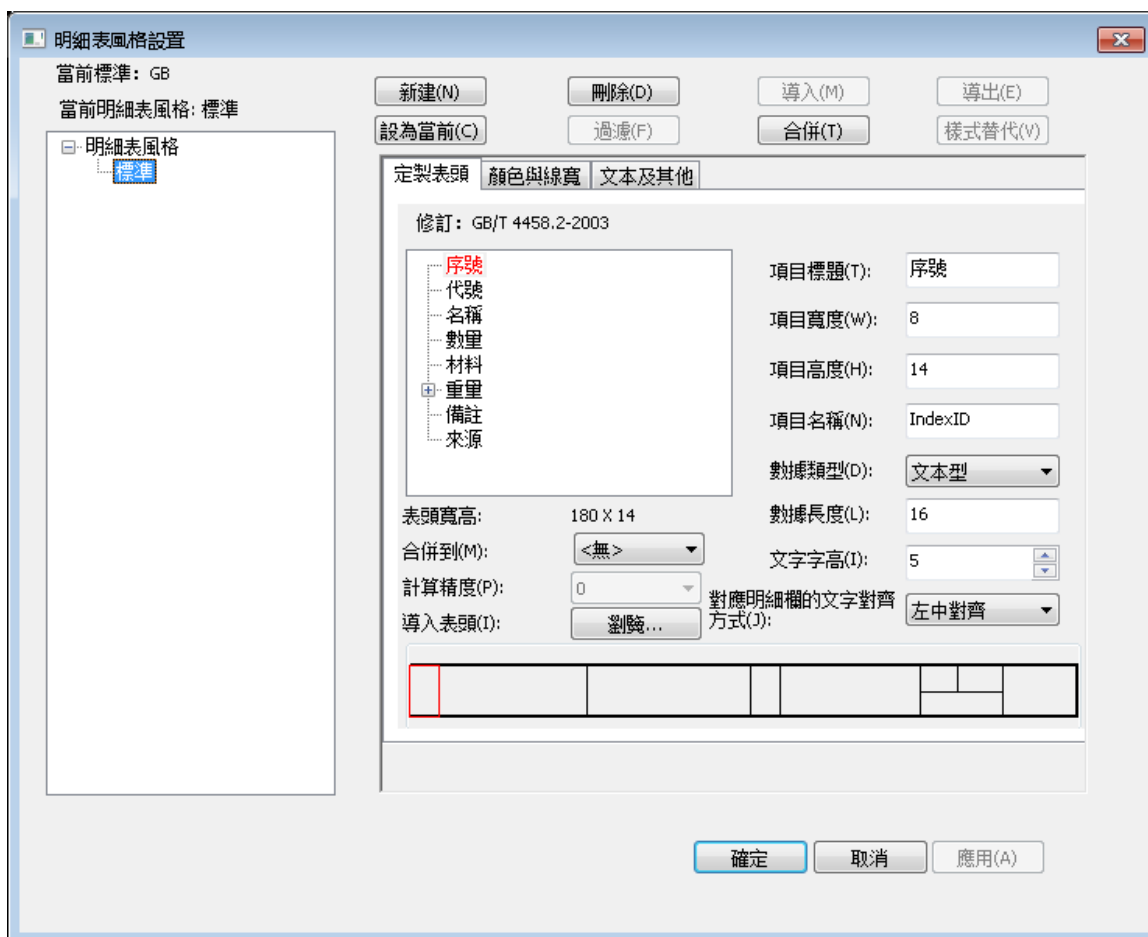 明細表風格設置
當前標準: GB
當前明細表風格: 標準
新建(N)
刪除(D)
導入(M)
導出(E)
設為當前(C)
過濾(F)
合併(T)
樣式替代(V)
明細表風格
標準
定製表頭
顏色與線寬
文本及其他
修訂: GB/T 4458.2-2003
序號
代號
名稱
數量
材料
重量
備註
來源
項目標題(T): 序號
項目寬度(W): 8
項目高度(H): 14
項目名稱(N): IndexID
數據類型(D): 文本型
數據長度(L): 16
文字字高(I): 5
對應明細欄的文字對齊
方式(J): 左中對齊
表頭寬高: 180 X 14
合併到(M): <無>
計算精度(P): 0
導入表頭(I): 瀏覽...
確定
取消
應用(A)